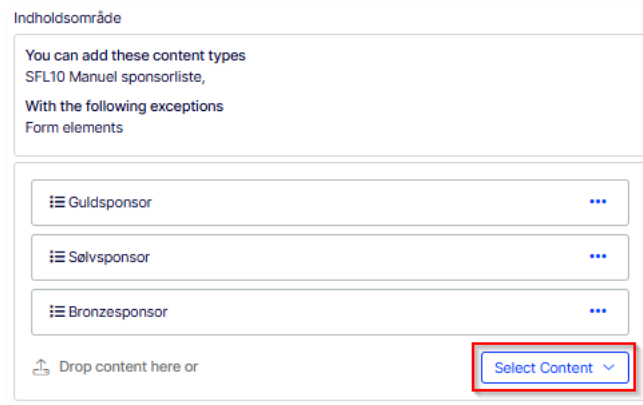 Indholdsområde
You can add these content types
SFL10 Manuel sponsorliste,
With the following exceptions
Form elements
Guldsponsor
Sølvsponsor
Bronzesponsor
Drop content here or
Select Content